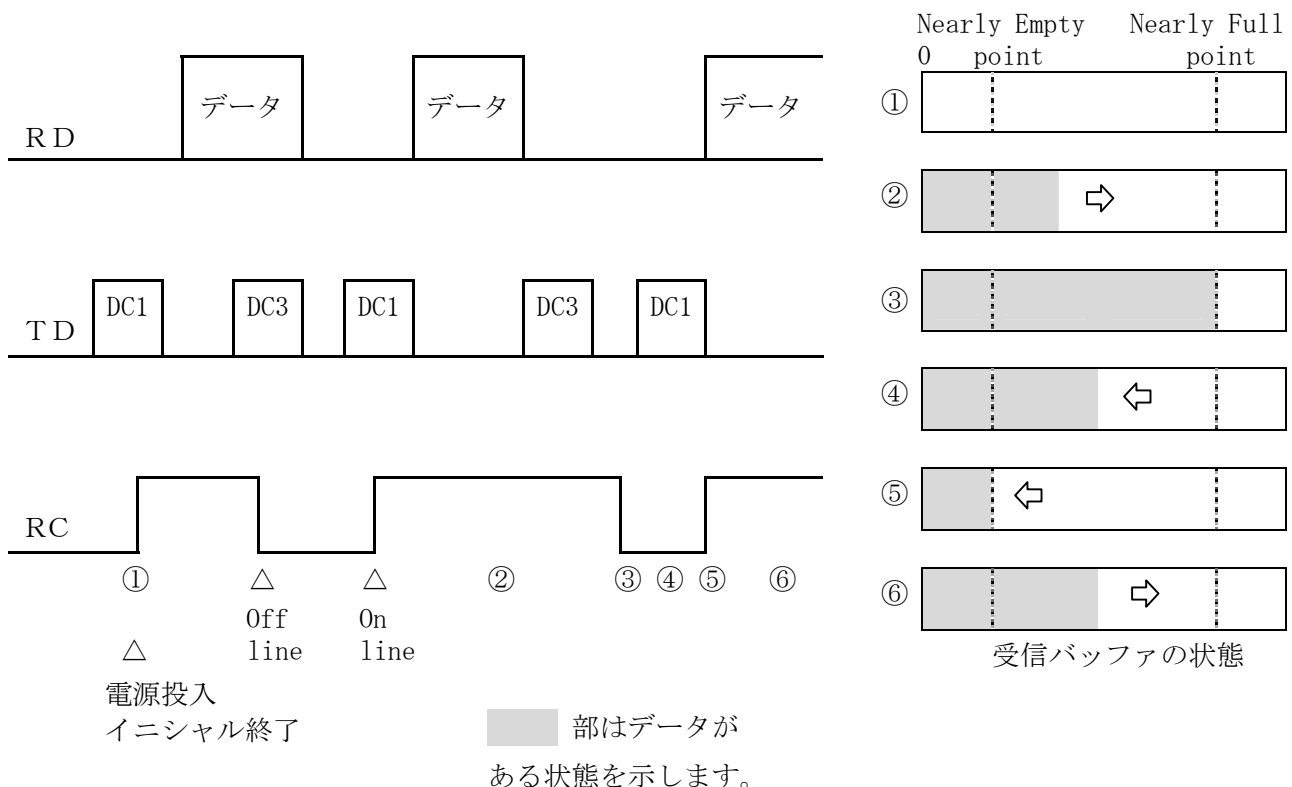 データ データ データ
ＲＤ
DC1 DC3 DC1 DC3 DC1
ＴＤ
ＲＣ
① △ △ ② ③ ④ ⑤ ⑥
Off On
△ line line
電源投入
イニシャル終了
部はデータが
ある状態を示します。
Nearly Empty Nearly Full
0 point point
①
②
③
④
⑤
⑥
受信バッファの状態